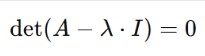 det(A − λ · I) = 0